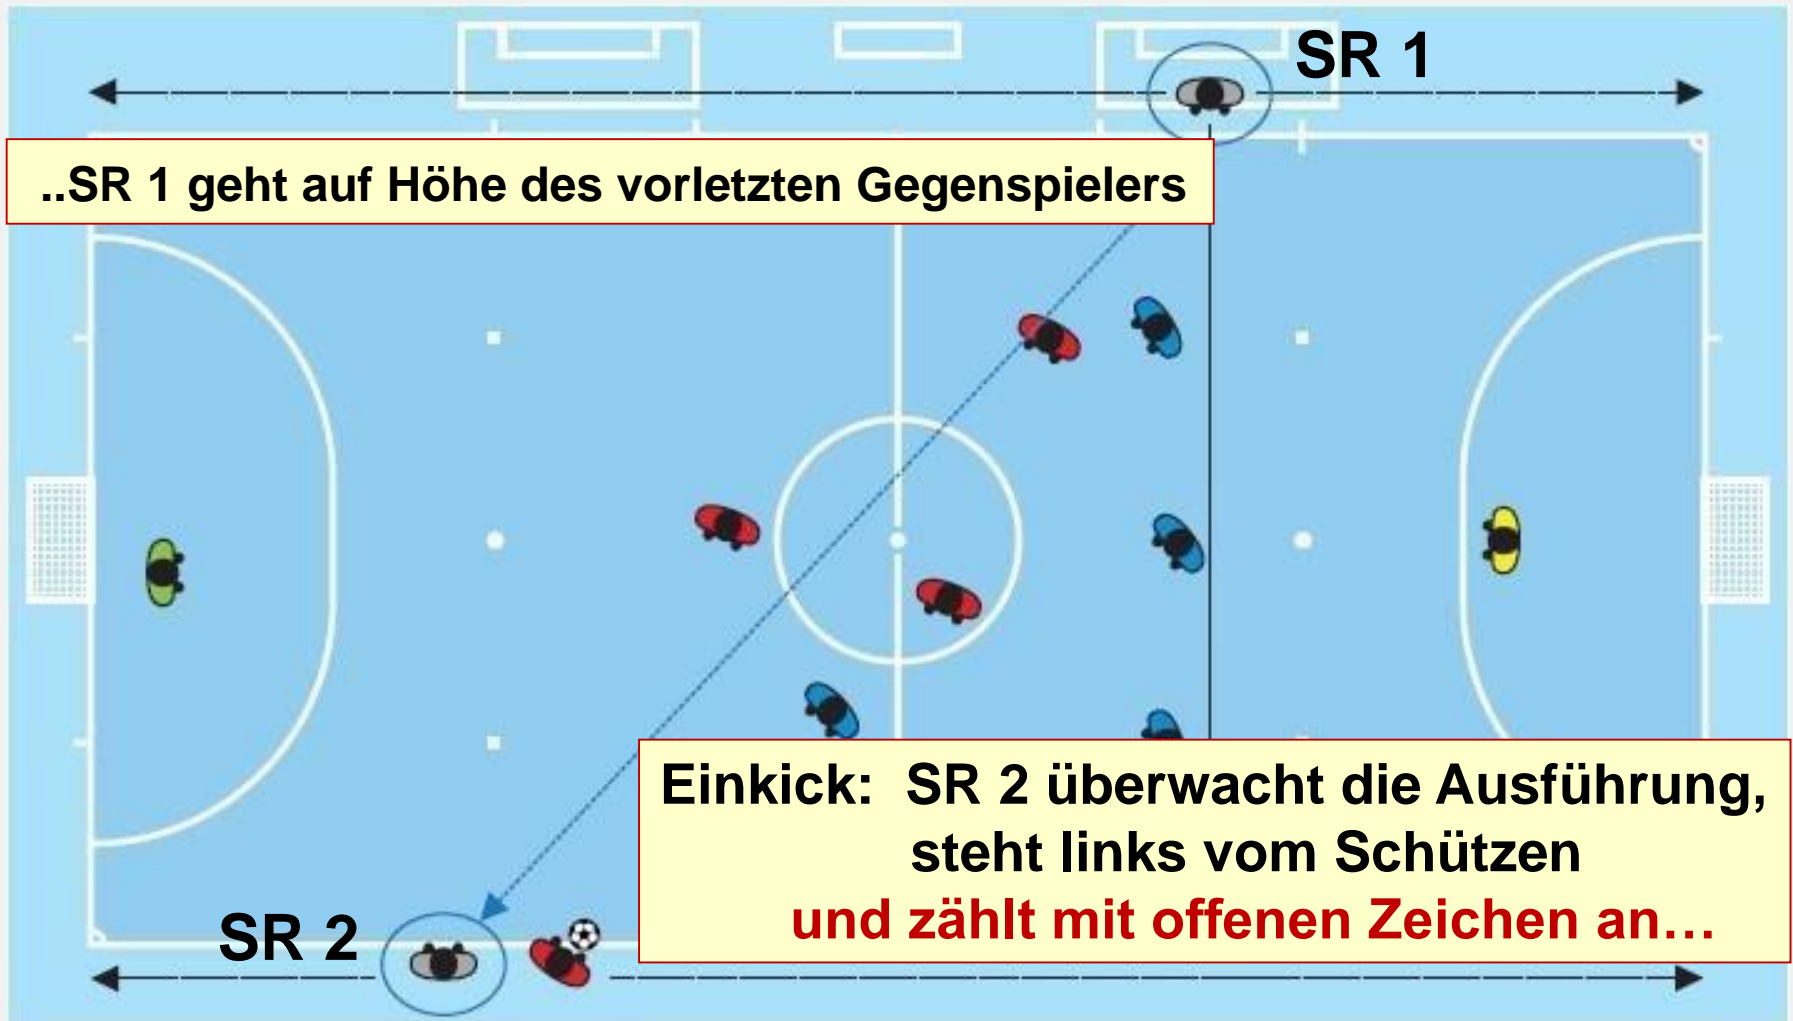 SR 1
..SR 1 geht auf Höhe des vorletzten Gegenspielers
Einkick: SR 2 überwacht die Ausführung,
steht links vom Schützen
und zählt mit offenen Zeichen an…
SR 2